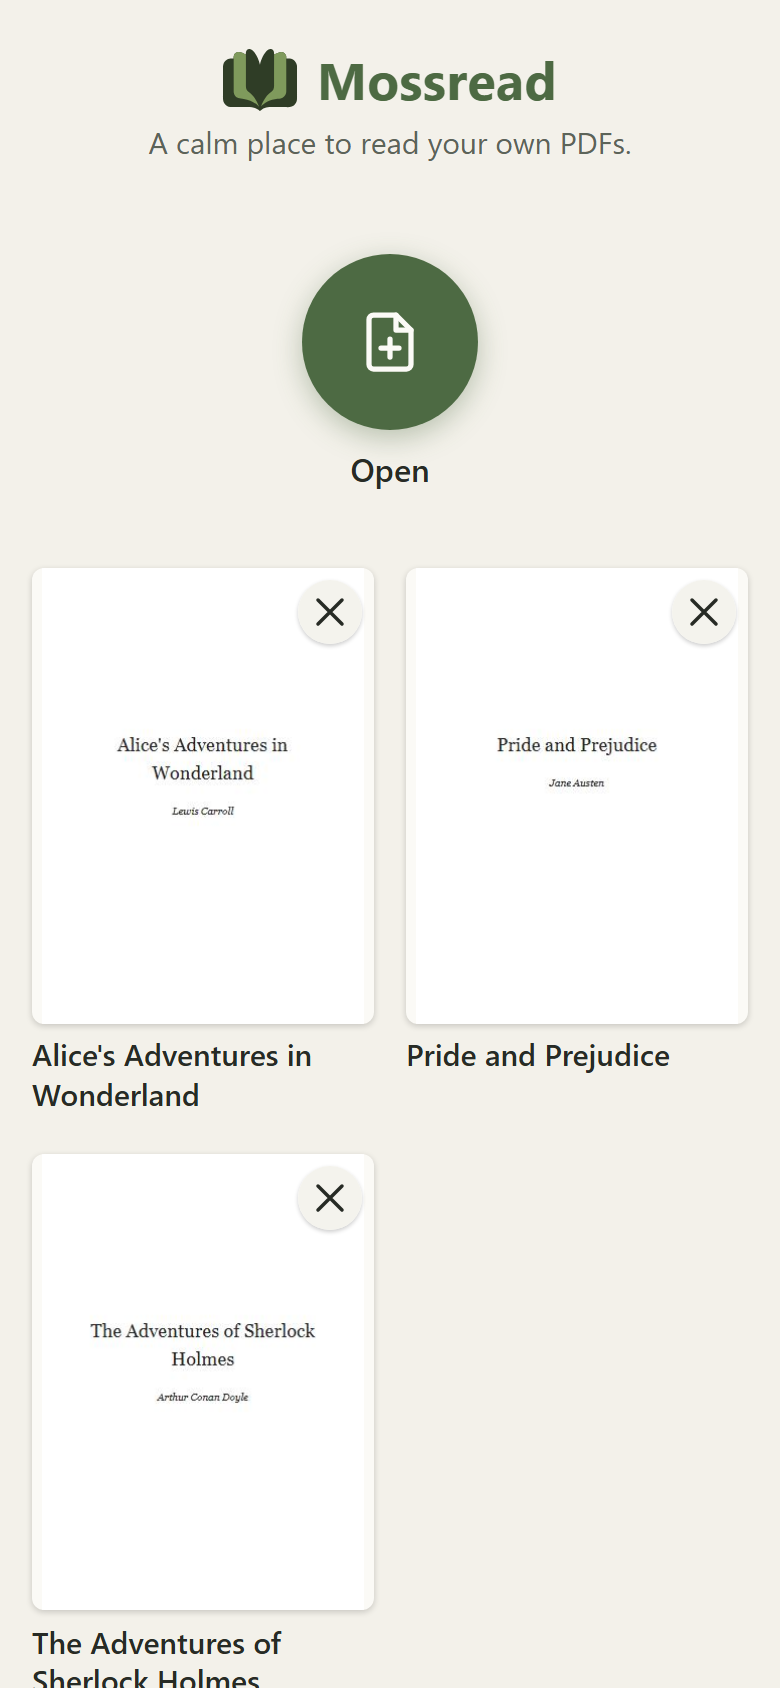 Mossread
A calm place to read your own PDFs.
Open
Alice's Adventures in
Wonderland
Lewis Carroll
Pride and Prejudice
Jane Austen
Alice's Adventures in
Wonderland
Pride and Prejudice
The Adventures of Sherlock
Holmes
Arthur Conan Doyle
The Adventures of
Sherlock Holmes